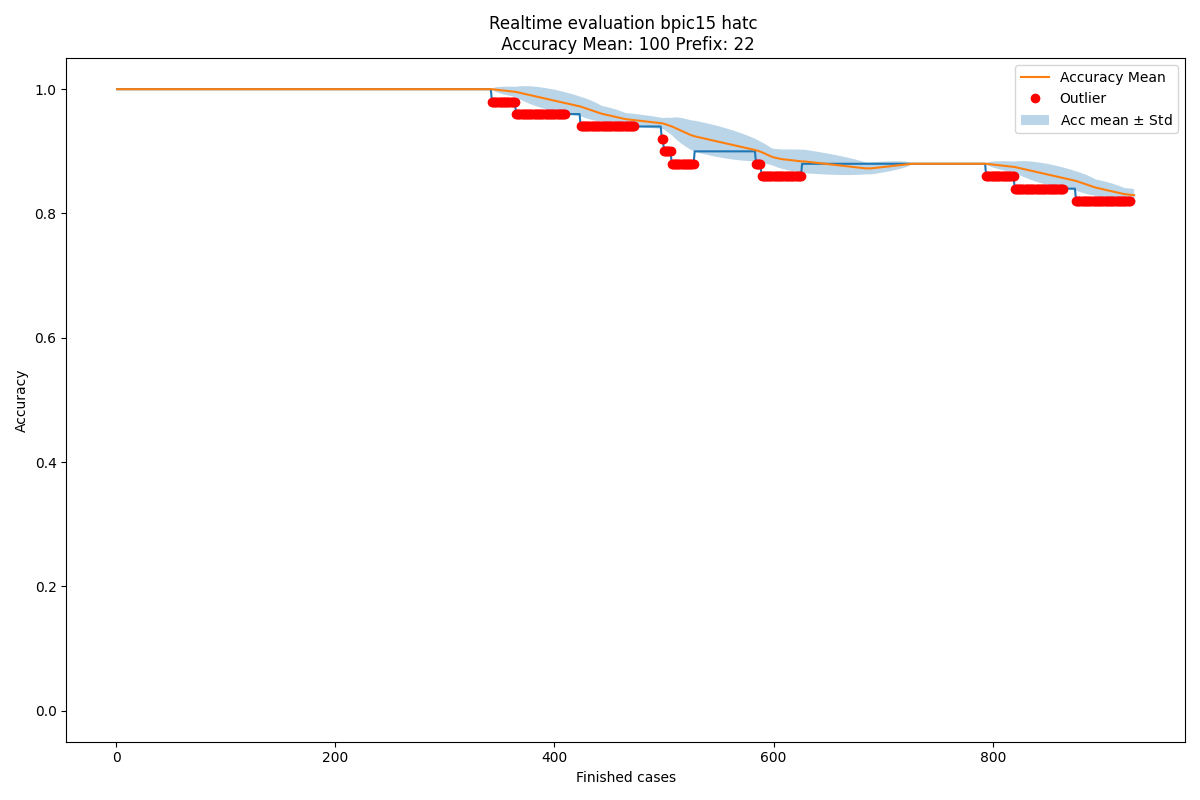 Realtime evaluation bpic15 hatc
Accuracy Mean: 100 Prefix: 22
Accuracy Mean
Outlier
Acc mean ± Std
1.0
0.8
0.6
0.4
0.2
0.0
Accuracy
0
200
400
600
800
Finished cases